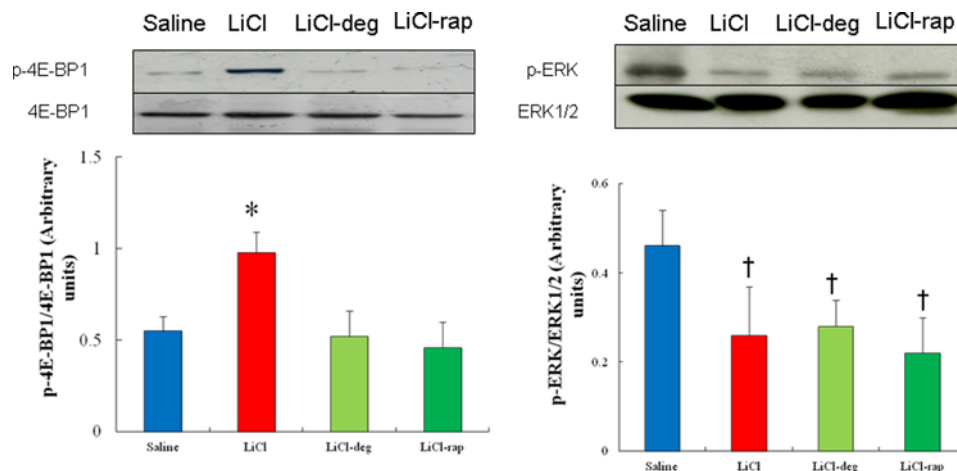 Saline LiCl LiCl-deg LiCl-rap
p-4E-BP1
4E-BP1
p-4E-BP1/4E-BP1 (Arbitrary
units)
1.5
1
0.5
0
*
Saline LiCl LiCl-deg LiCl-rap
Saline LiCl LiCl-deg LiCl-rap
p-ERK
ERK1/2
p-ERK/ERK1/2 (Arbitrary
units)
0.6
0.4
0.2
0
† † †
Saline LiCl LiCl-deg LiCl-rap